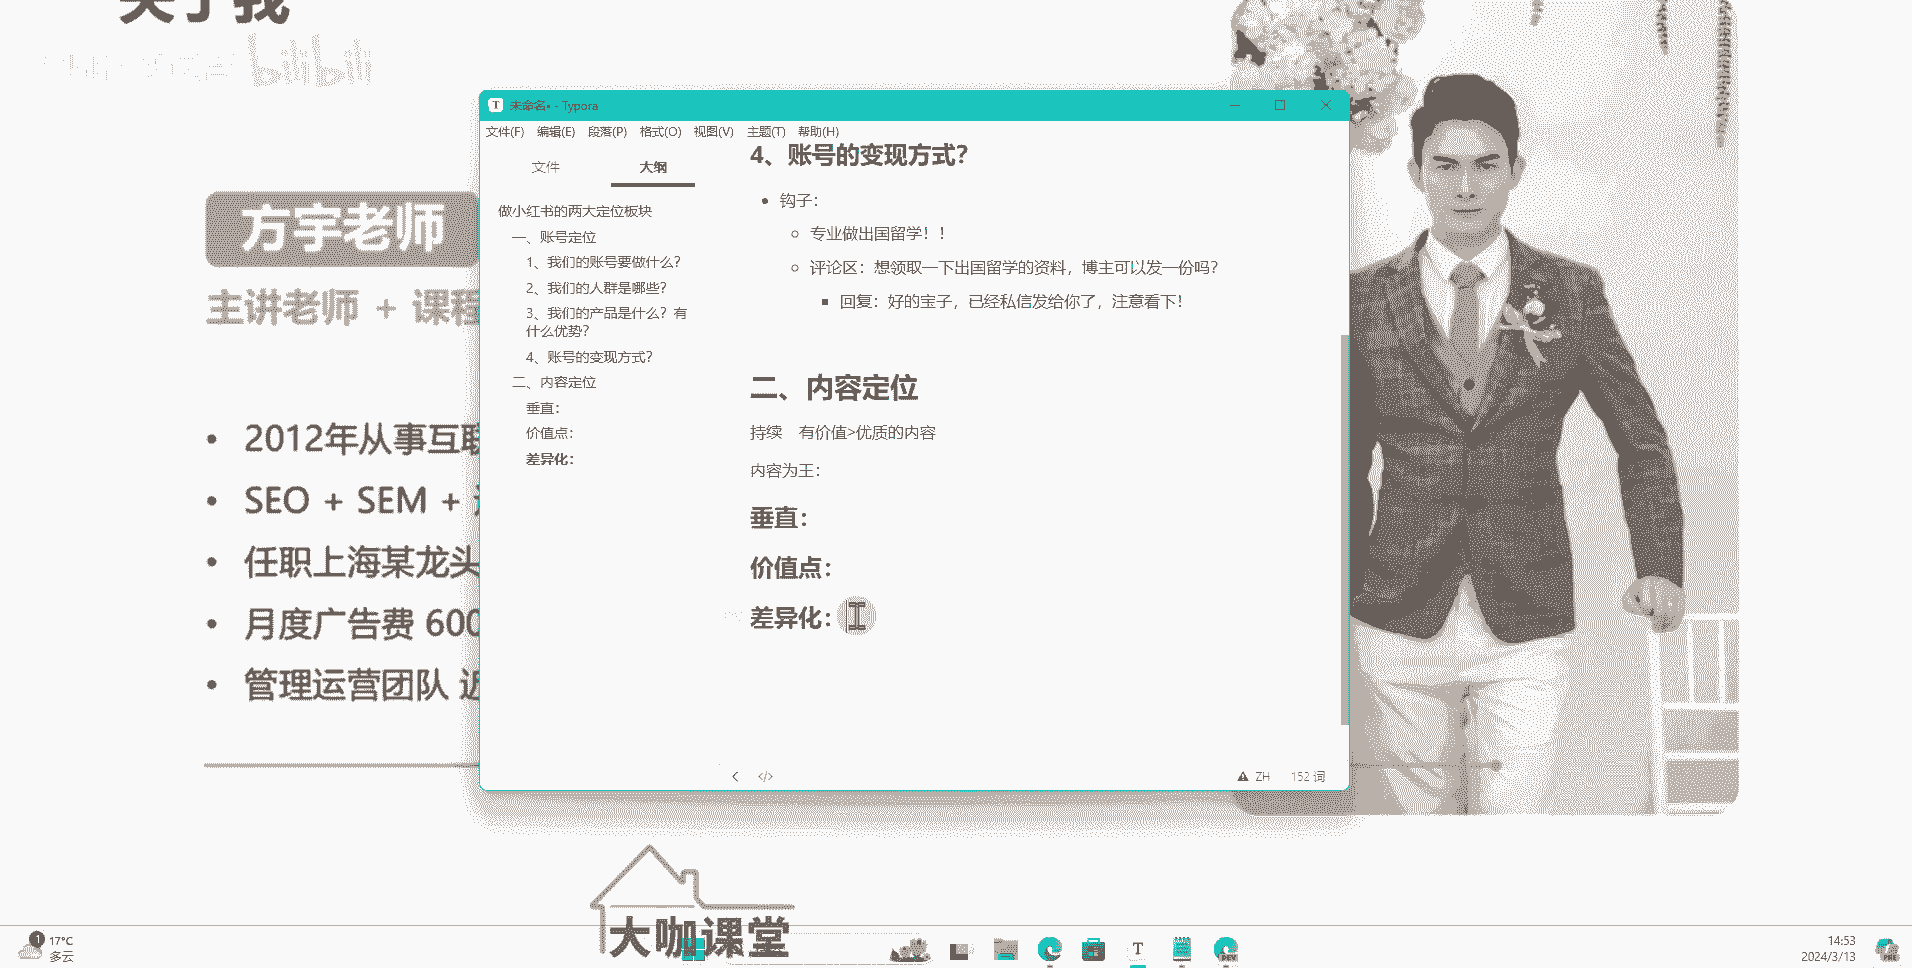 关于我
bilibili
方宇老师
主讲老师 + 课程
2012年从事互联
SEO + SEM +
任职上海某龙头
月度广告费 600
管理运营团队 近
T 未命名• - Typora
文件(F) 编辑(E) 段落(P) 格式(O) 视图(V) 主题(T) 帮助(H)
文件 大纲
做小红书的两大定位板块
一、账号定位
1、我们的账号要做什么？
2、我们的人群是哪些？
3、我们的产品是什么？有
什么优势？
4、账号的变现方式？
二、内容定位
垂直：
价值点：
差异化：
4、账号的变现方式？
钩子：
专业做出国留学！！
评论区：想领取一下出国留学的资料，博主可以发一份吗？
回复：好的宝子，已经私信发给你了，注意看下！
二、内容定位
持续 有价值>优质的内容
内容为王：
垂直：
价值点：
差异化：
ZH 152 词
大咖课堂
1
17°C
多云
T
DEV
14:53
2024/3/13
PRE